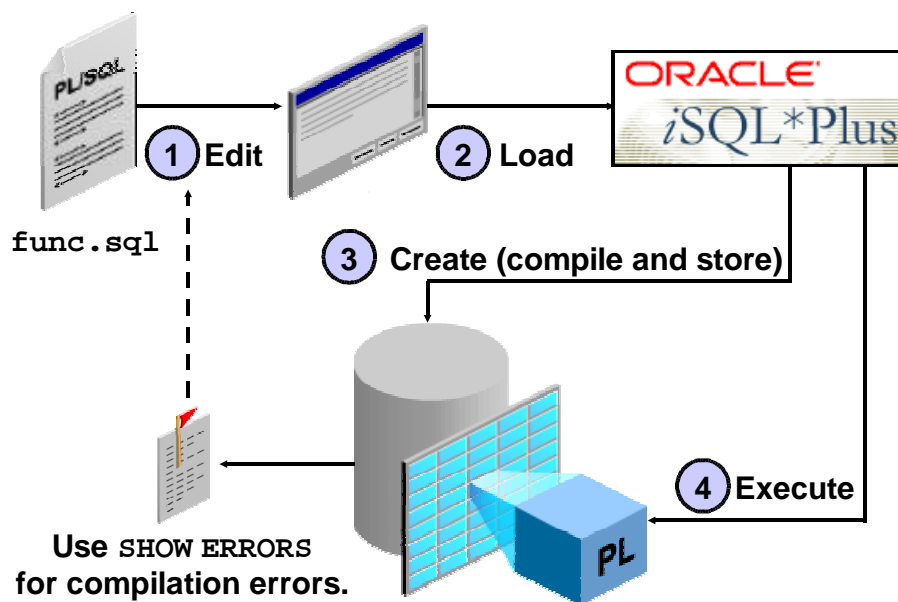 PL/SQL
func.sql
1 Edit
2 Load
ORACLE
iSQL*Plus
3 Create (compile and store)
4 Execute
PL
Use SHOW ERRORS
for compilation errors.